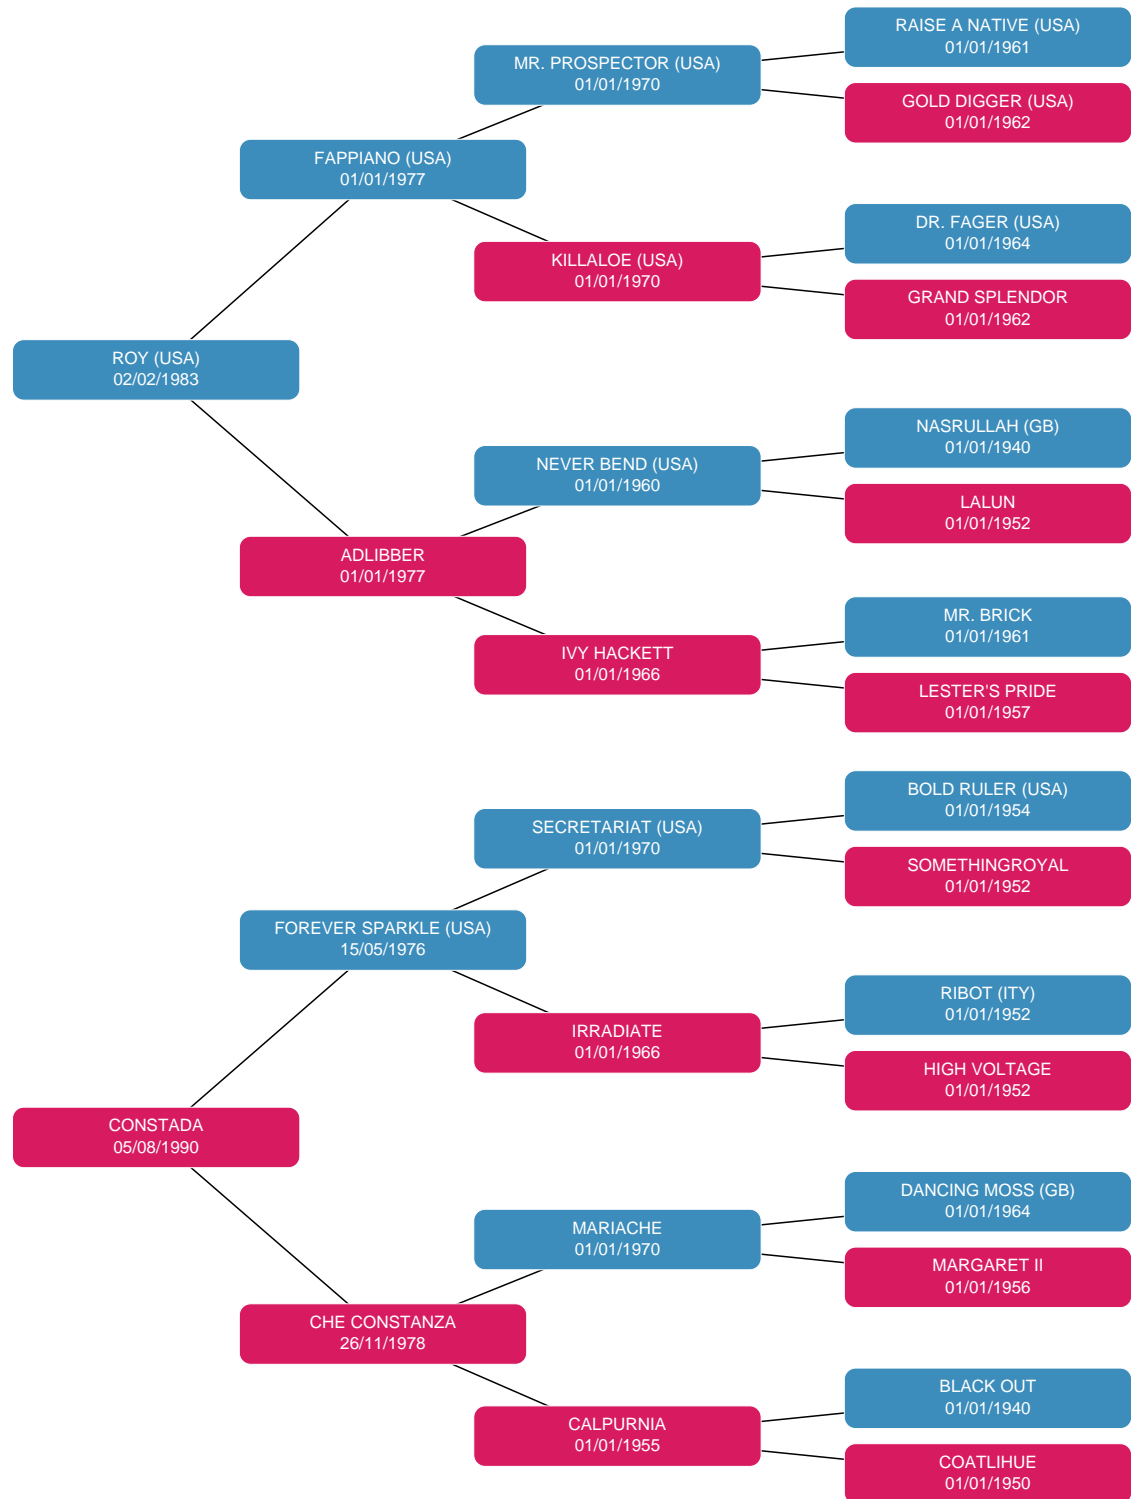 RAISE A NATIVE (USA)
01/01/1961
MR. PROSPECTOR (USA)
01/01/1970
GOLD DIGGER (USA)
01/01/1962
FAPPIANO (USA)
01/01/1977
DR. FAGER (USA)
01/01/1964
KILLALOE (USA)
01/01/1970
GRAND SPLENDOR
01/01/1962
ROY (USA)
02/02/1983
NASRULLAH (GB)
01/01/1940
NEVER BEND (USA)
01/01/1960
LALUN
01/01/1952
ADLIBBER
01/01/1977
MR. BRICK
01/01/1961
IVY HACKETT
01/01/1966
LESTER'S PRIDE
01/01/1957
BOLD RULER (USA)
01/01/1954
SECRETARIAT (USA)
01/01/1970
SOMETHINGROYAL
01/01/1952
FOREVER SPARKLE (USA)
15/05/1976
RIBOT (ITY)
01/01/1952
IRRADIATE
01/01/1966
HIGH VOLTAGE
01/01/1952
CONSTADA
05/08/1990
DANCING MOSS (GB)
01/01/1964
MARIACHE
01/01/1970
MARGARET II
01/01/1956
CHE CONSTANZA
26/11/1978
BLACK OUT
01/01/1940
CALPURNIA
01/01/1955
COATLIHUE
01/01/1950